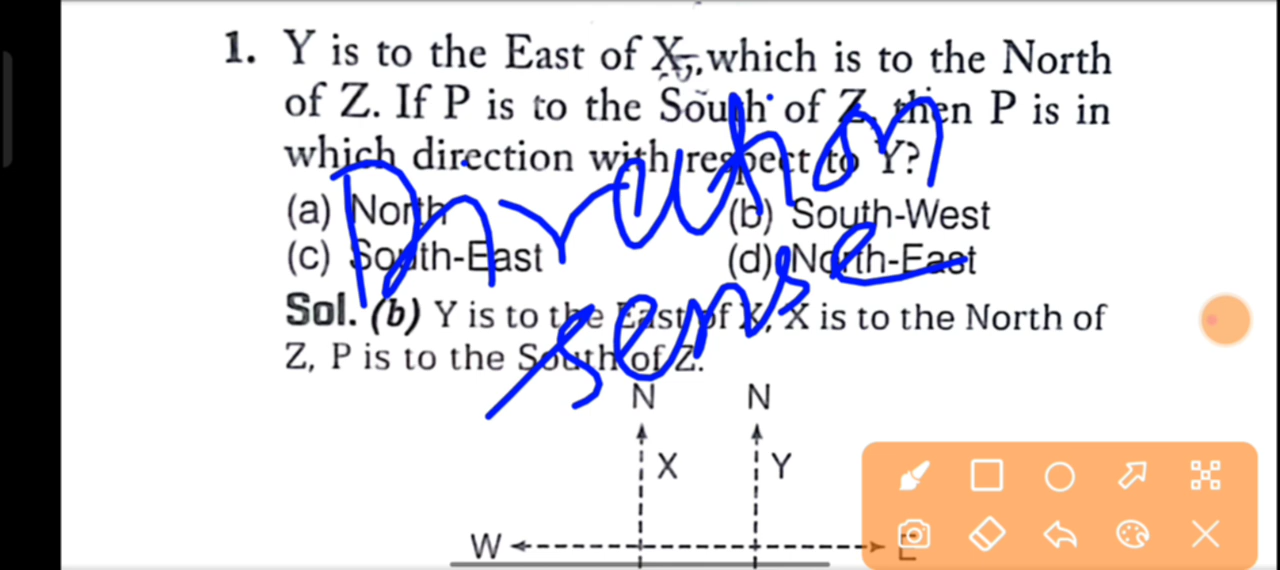 1. Y is to the East of X, which is to the North
of Z. If P is to the South of Z, then P is in
which direction with respect to Y?
(a) North (b) South-West
(c) South-East (d) North-East
Sol. (b) Y is to the East of X, X is to the North of
Z, P is to the South of Z.
Diraction
sense
N N
X Y
W E